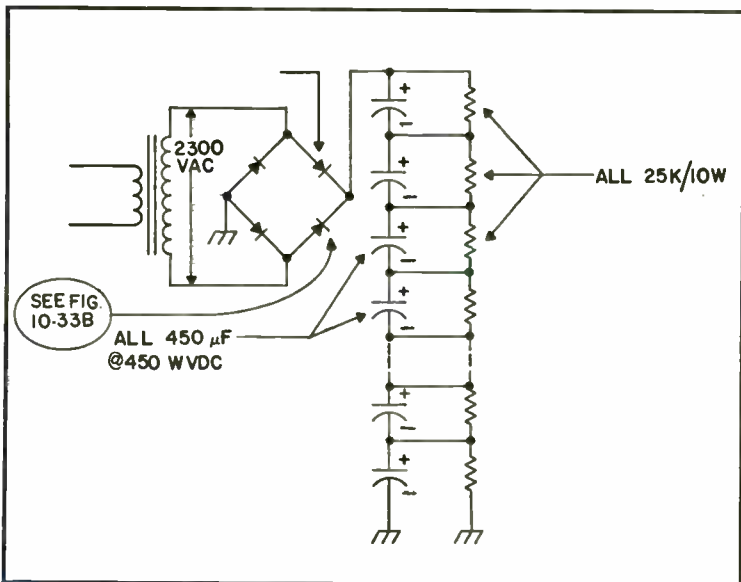 2300
VAC
ALL 25K/10W
SEE FIG.
10-33B
ALL 450 µF
@450 WVDC
+
−
+
−
+
−
+
−
+
−
+
−